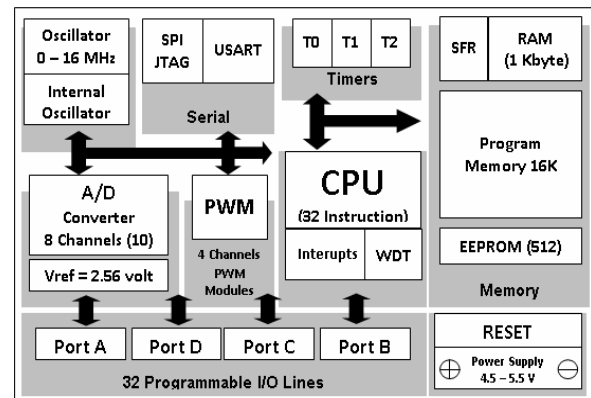 Oscillator
0 – 16 MHz
Internal
Oscillator
SPI
JTAG
USART
Serial
T0
T1
T2
Timers
SFR
RAM
(1 Kbyte)
Program
Memory 16K
EEPROM (512)
Memory
A/D
Converter
8 Channels (10)
Vref = 2.56 volt
PWM
4 Channels
PWM
Modules
CPU
(32 Instruction)
Interupts
WDT
Port A
Port D
Port C
Port B
32 Programmable I/O Lines
RESET
Power Supply
4.5 – 5.5 V